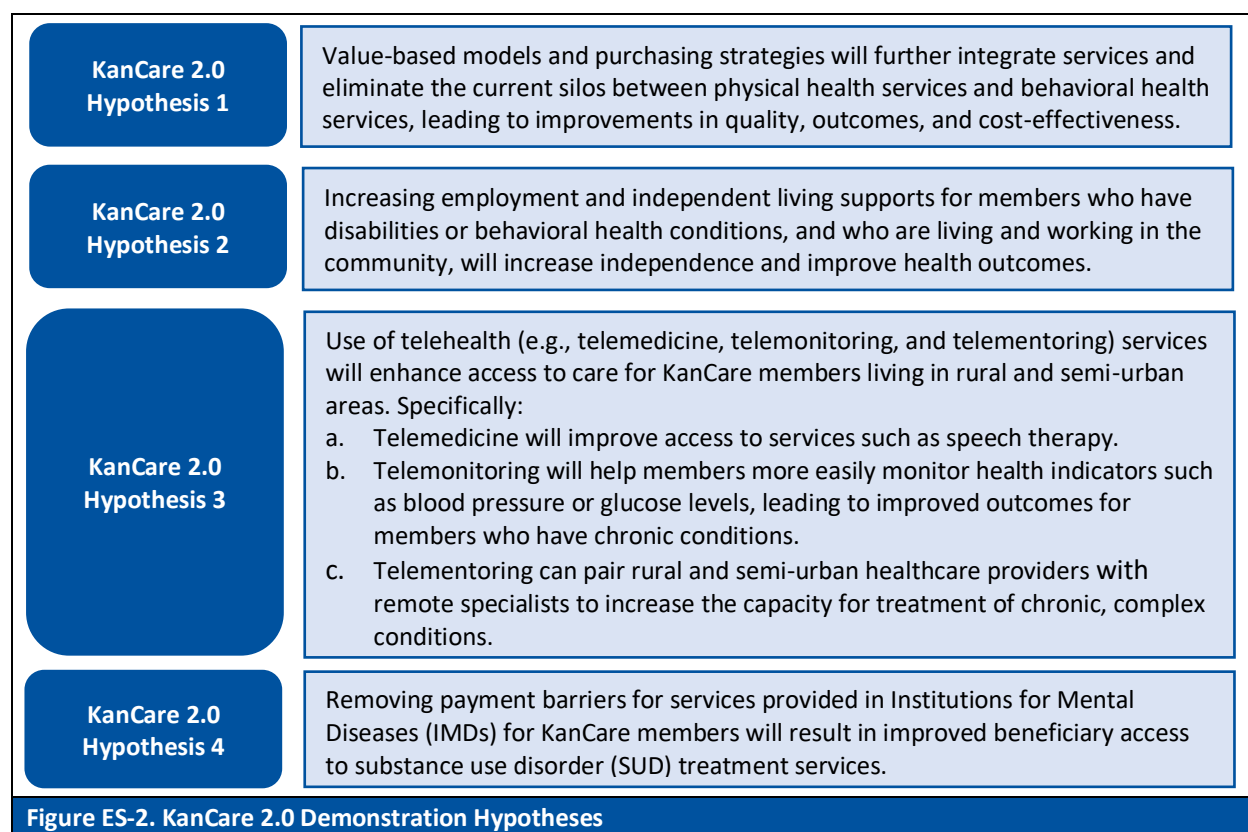 KanCare 2.0
Hypothesis 1
Value-based models and purchasing strategies will further integrate services and
eliminate the current silos between physical health services and behavioral health
services, leading to improvements in quality, outcomes, and cost-effectiveness.
KanCare 2.0
Hypothesis 2
Increasing employment and independent living supports for members who have
disabilities or behavioral health conditions, and who are living and working in the
community, will increase independence and improve health outcomes.
KanCare 2.0
Hypothesis 3
Use of telehealth (e.g., telemedicine, telemonitoring, and telementoring) services
will enhance access to care for KanCare members living in rural and semi-urban
areas. Specifically:
a. Telemedicine will improve access to services such as speech therapy.
b. Telemonitoring will help members more easily monitor health indicators such
as blood pressure or glucose levels, leading to improved outcomes for
members who have chronic conditions.
c. Telementoring can pair rural and semi-urban healthcare providers with
remote specialists to increase the capacity for treatment of chronic, complex
conditions.
KanCare 2.0
Hypothesis 4
Removing payment barriers for services provided in Institutions for Mental
Diseases (IMDs) for KanCare members will result in improved beneficiary access
to substance use disorder (SUD) treatment services.
Figure ES-2. KanCare 2.0 Demonstration Hypotheses